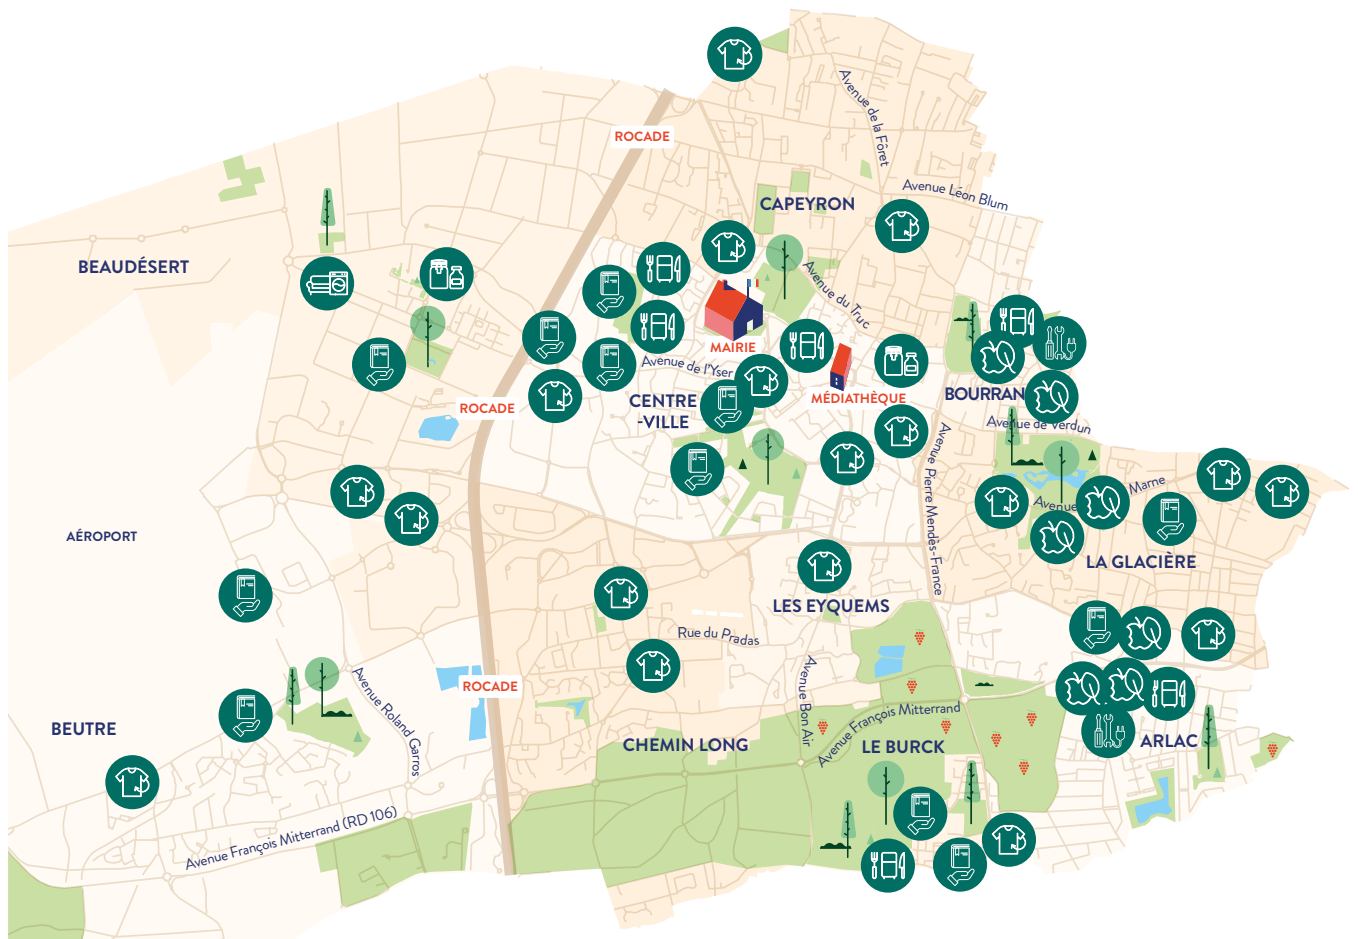 ROCADE
Avenue de la Fôret
Avenue Léon Blum
CAPEYRON
BEAUDÉSERT
Avenue du Truc
MAIRIE
Avenue de l'Yser
ROCADE
CENTRE
-VILLE
MÉDIATHÈQUE
BOURRAN
Avenue de Verdun
Avenue Pierre Mendès-France
Avenue
Marne
AÉROPORT
LA GLACIÈRE
LES EYQUEMS
Rue du Pradas
ROCADE
Avenue Roland Garros
Avenue Bon Air
Avenue François Mitterrand
BEUTRE
CHEMIN LONG
LE BURCK
ARLAC
Avenue François Mitterrand (RD 106)